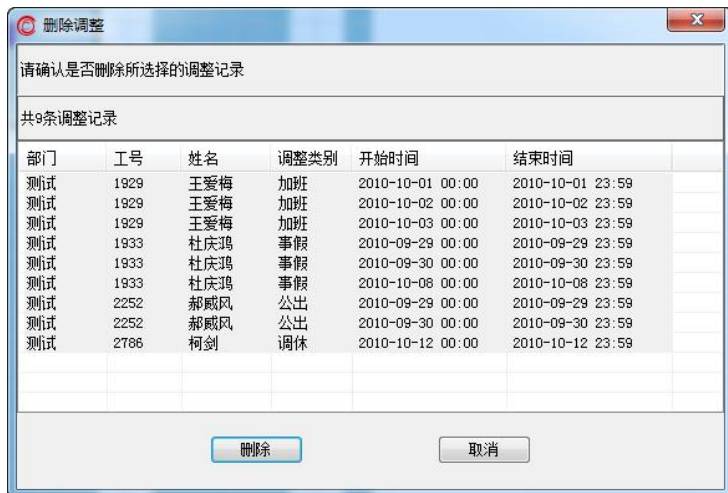 删除调整
请确认是否删除所选择的调整记录
共9条调整记录
部门 工号 姓名 调整类别 开始时间 结束时间
测试 1929 王爱梅 加班 2010-10-01 00:00 2010-10-01 23:59
测试 1929 王爱梅 加班 2010-10-02 00:00 2010-10-02 23:59
测试 1929 王爱梅 加班 2010-10-03 00:00 2010-10-03 23:59
测试 1933 杜庆鸿 事假 2010-09-29 00:00 2010-09-29 23:59
测试 1933 杜庆鸿 事假 2010-09-30 00:00 2010-09-30 23:59
测试 1933 杜庆鸿 事假 2010-10-08 00:00 2010-10-08 23:59
测试 2252 郝威风 公出 2010-09-29 00:00 2010-09-29 23:59
测试 2252 郝威风 公出 2010-09-30 00:00 2010-09-30 23:59
测试 2786 柯剑 调休 2010-10-12 00:00 2010-10-12 23:59
删除 取消